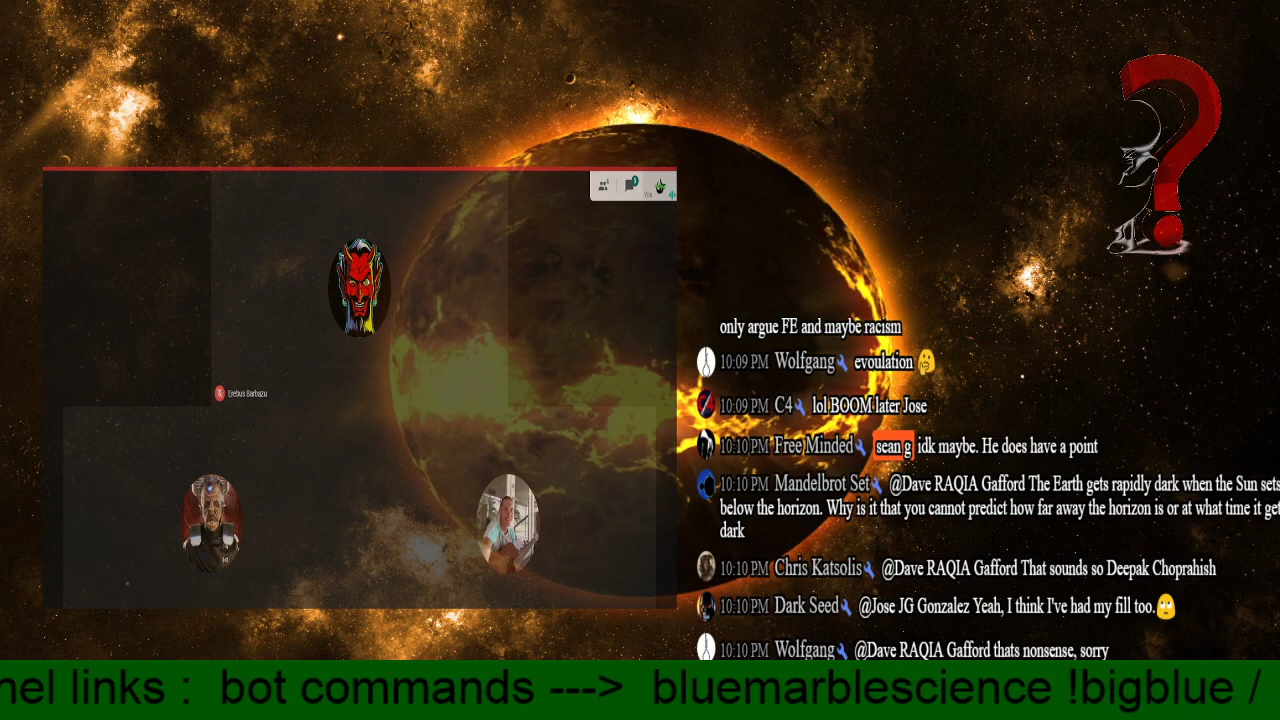 You
Erebus Barbazu
only argue FE and maybe racism
10:09 PM Wolfgang evoulation
10:09 PM C4 lol BOOM later Jose
10:10 PM Free Minded sean g idk maybe. He does have a point
10:10 PM Mandelbrot Set @Dave RAQIA Gafford The Earth gets rapidly dark when the Sun sets
below the horizon. Why is it that you cannot predict how far away the horizon is or at what time it get
dark
10:10 PM Chris Katsolis @Dave RAQIA Gafford That sounds so Deepak Choprahish
10:10 PM Dark Seed @Jose JG Gonzalez Yeah, I think I've had my fill too.
10:10 PM Wolfgang @Dave RAQIA Gafford thats nonsense, sorry
nel links : bot commands ---> bluemarblescience !bigblue /